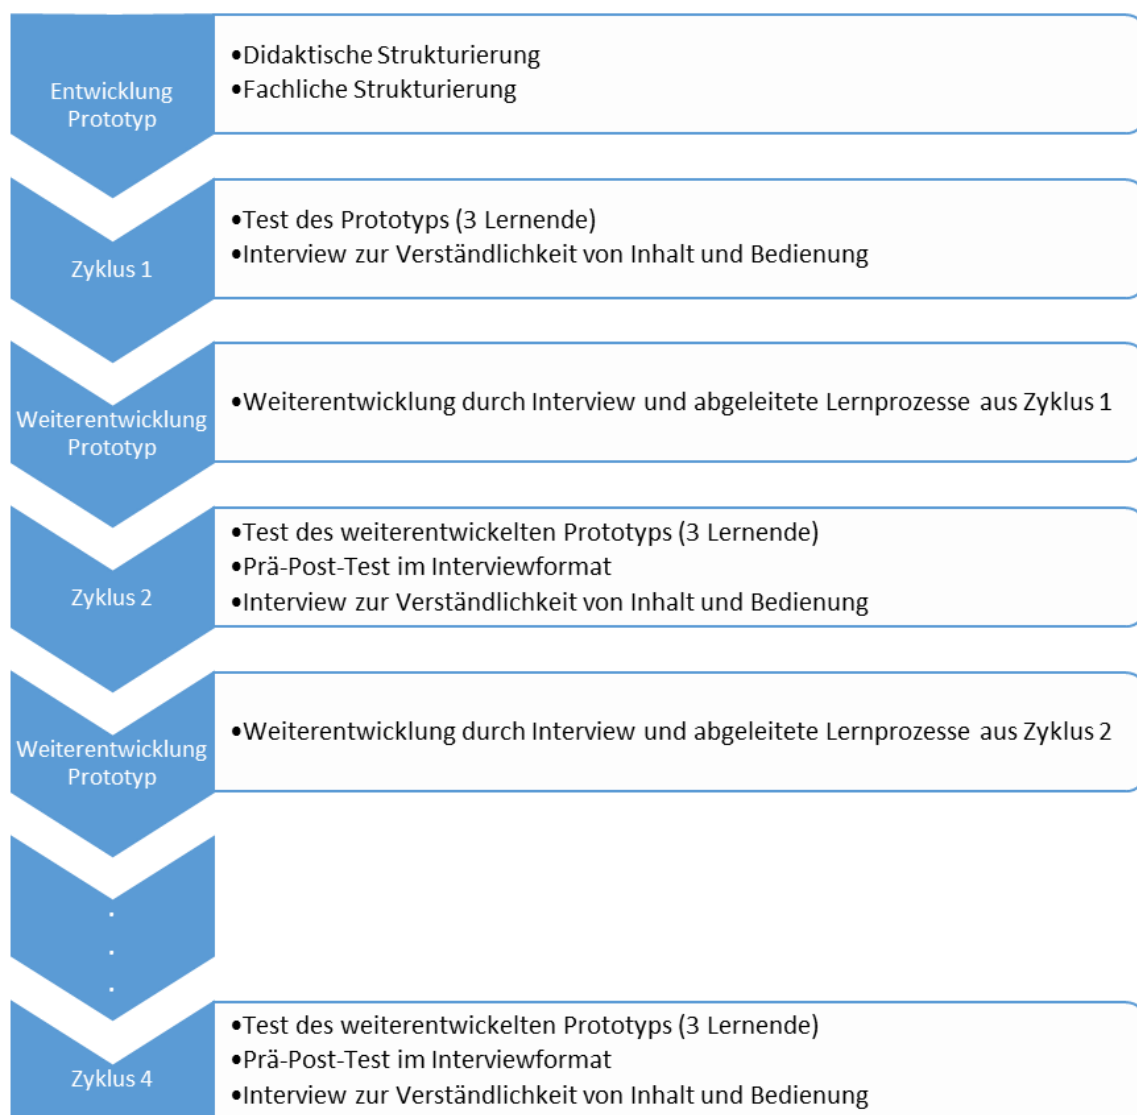 Entwicklung
Prototyp
•Didaktische Strukturierung
•Fachliche Strukturierung
Zyklus 1
•Test des Prototyps (3 Lernende)
•Interview zur Verständlichkeit von Inhalt und Bedienung
Weiterentwicklung
Prototyp
•Weiterentwicklung durch Interview und abgeleitete Lernprozesse aus Zyklus 1
Zyklus 2
•Test des weiterentwickelten Prototyps (3 Lernende)
•Prä-Post-Test im Interviewformat
•Interview zur Verständlichkeit von Inhalt und Bedienung
Weiterentwicklung
Prototyp
•Weiterentwicklung durch Interview und abgeleitete Lernprozesse aus Zyklus 2
.
.
.
Zyklus 4
•Test des weiterentwickelten Prototyps (3 Lernende)
•Prä-Post-Test im Interviewformat
•Interview zur Verständlichkeit von Inhalt und Bedienung